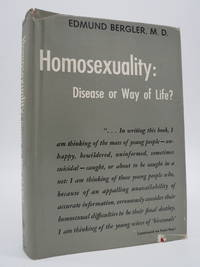 EDMUND BERGLER, M. D.
Homosexuality:
Disease or Way of Life?
". . . In writing this book, I
am thinking of the mass of young people—un-
happy, bewildered, uninformed, sometimes
suicidal—caught, or about to be caught in a
net: I am thinking of those young people who,
because of an appalling unavailability of
accurate information, erroneously consider their
homosexual difficulties to be their final destiny.
I am thinking of the young wives of 'bisexuals'